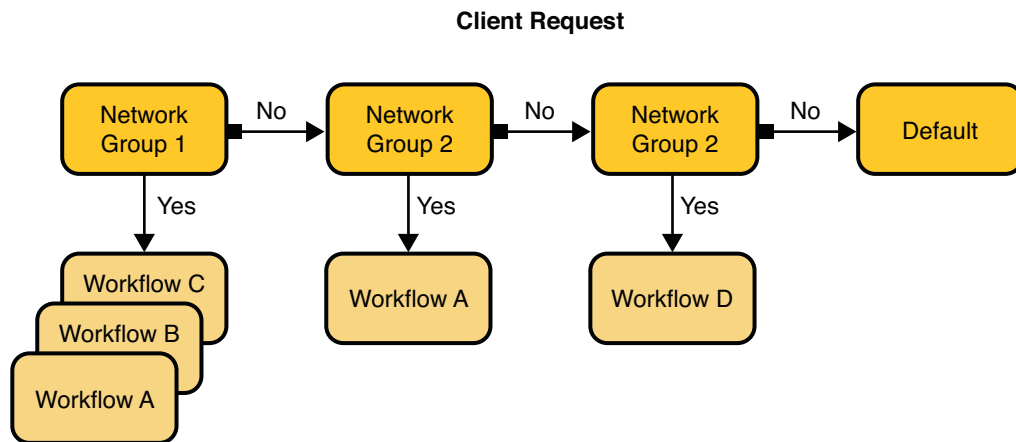 Client Request
Network
Group 1
No
Network
Group 2
No
Network
Group 2
No
Default
Yes
Yes
Yes
Workflow C
Workflow B
Workflow A
Workflow A
Workflow D